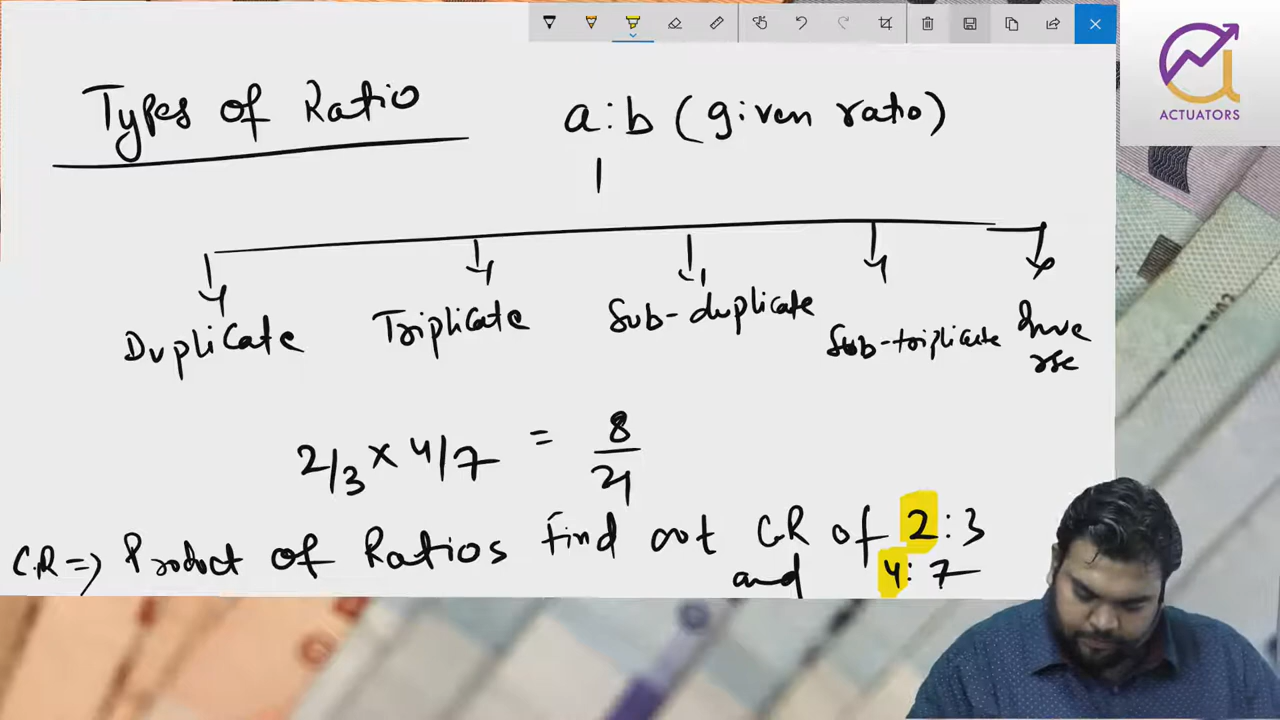 ACTUATORS
Types of Ratio
a:b (given ratio)
Duplicate
Triplicate
Sub-duplicate
Sub-triplicate
Inve
rse
2/3 × 4/7 = 8/21
C.R => Product of Ratios Find out CR of 2:3
and 4:7